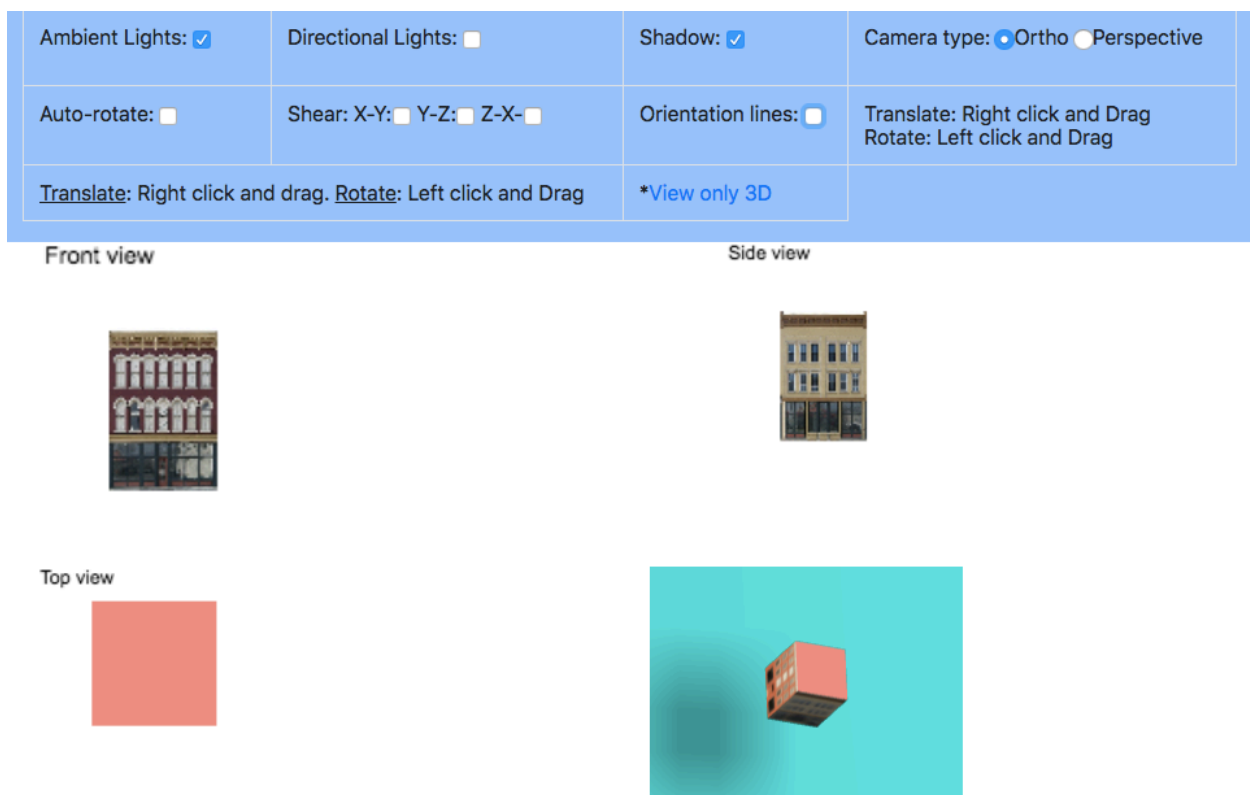 Ambient Lights:
Directional Lights:
Shadow:
Camera type: Ortho Perspective
Auto-rotate:
Shear: X-Y: Y-Z: Z-X-
Orientation lines:
Translate: Right click and Drag
Rotate: Left click and Drag
Translate: Right click and drag. Rotate: Left click and Drag
*View only 3D
Front view
Side view
Top view